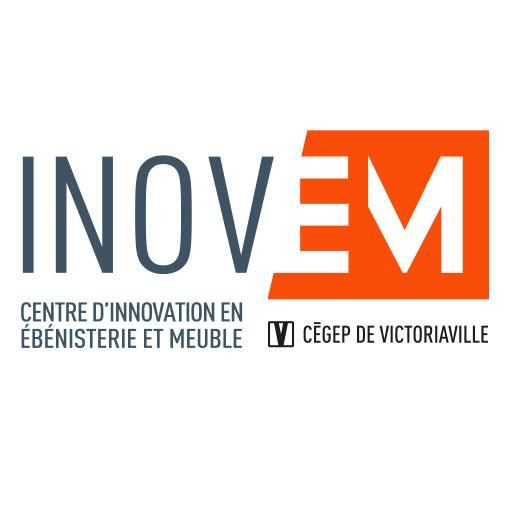 INOVEM
CENTRE D'INNOVATION EN
ÉBÉNISTERIE ET MEUBLE
V CÉGEP DE VICTORIAVILLE